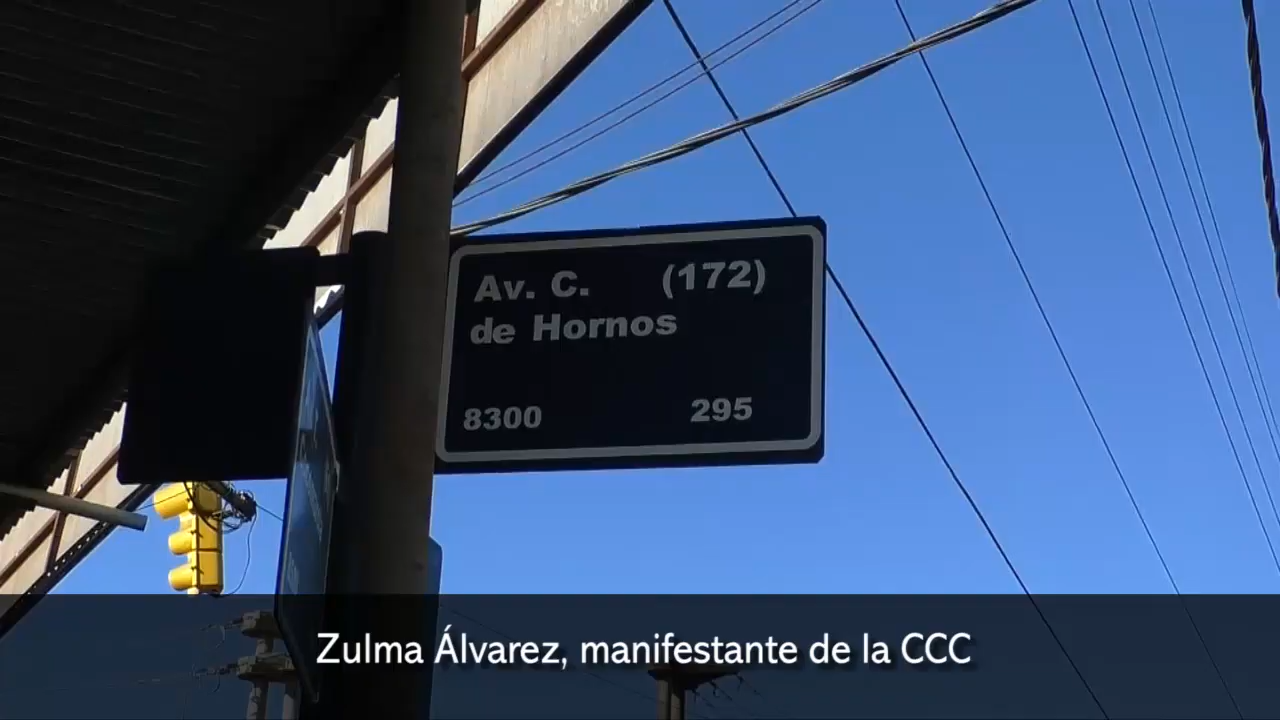 Av. C. (172)
de Hornos
8300 295
Zulma Álvarez, manifestante de la CCC